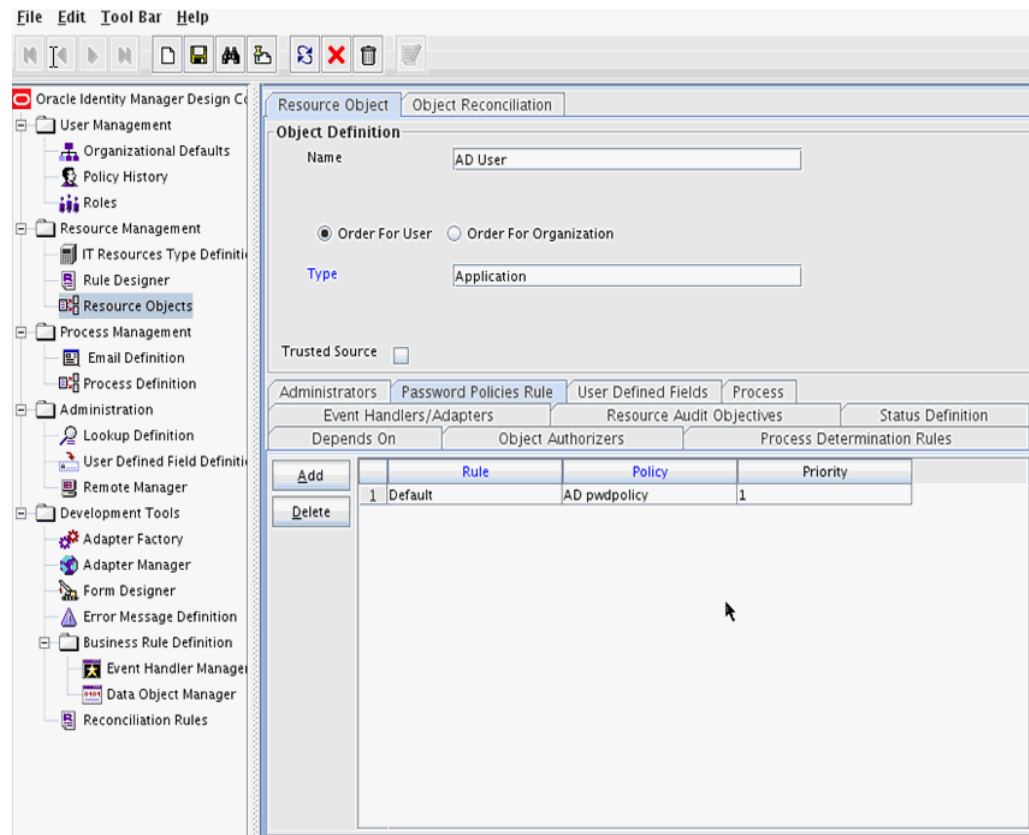 File Edit Tool Bar Help
Oracle Identity Manager Design Co
User Management
Organizational Defaults
Policy History
Roles
Resource Management
IT Resources Type Definiti
Rule Designer
Resource Objects
Process Management
Email Definition
Process Definition
Administration
Lookup Definition
User Defined Field Definiti
Remote Manager
Development Tools
Adapter Factory
Adapter Manager
Form Designer
Error Message Definition
Business Rule Definition
Event Handler Manager
Data Object Manager
Reconciliation Rules
Resource Object Object Reconciliation
Object Definition
Name AD User
Order For User Order For Organization
Type Application
Trusted Source
Administrators Password Policies Rule User Defined Fields Process
Event Handlers/Adapters Resource Audit Objectives Status Definition
Depends On Object Authorizers Process Determination Rules
Add
Delete
Rule Policy Priority
1 Default AD pwdpolicy 1